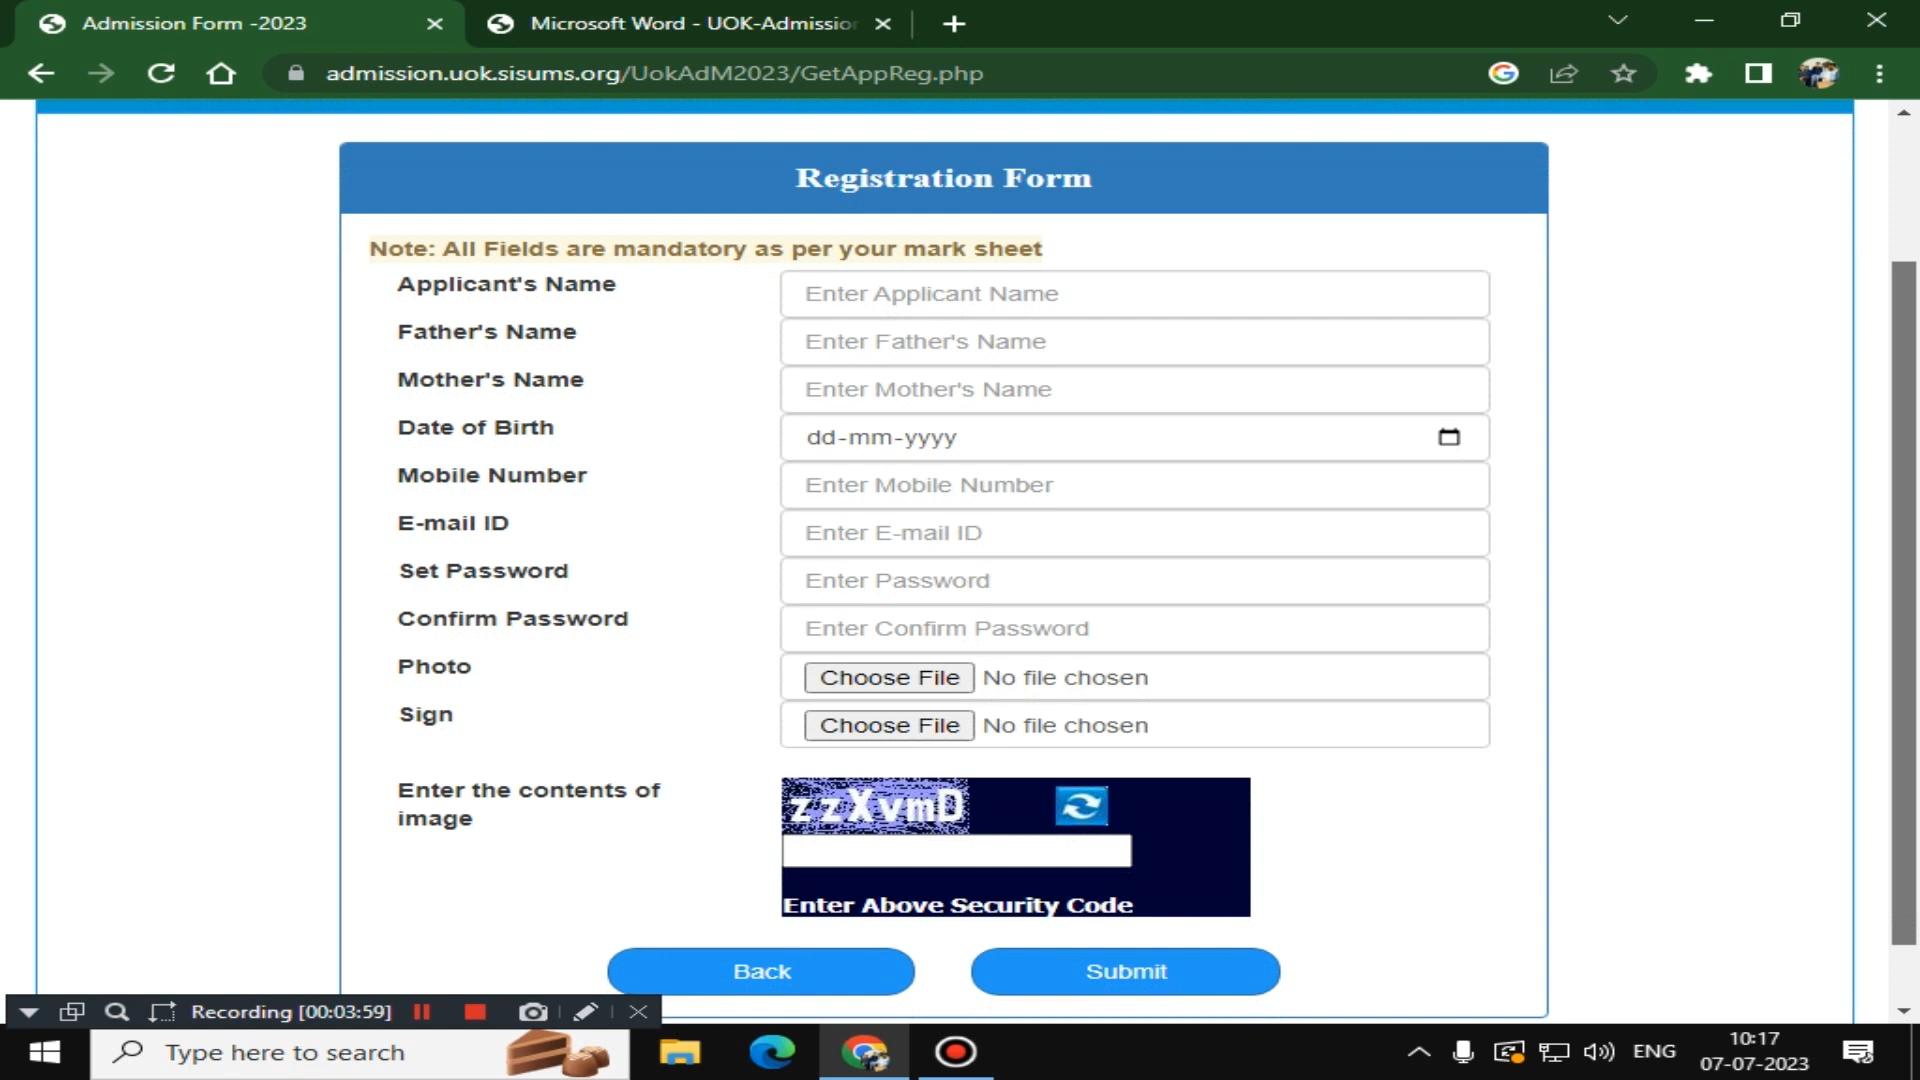 Admission Form -2023
Microsoft Word - UOK-Admission
admission.uok.sisums.org/UokAdM2023/GetAppReg.php
Registration Form
Note: All Fields are mandatory as per your mark sheet
Applicant's Name
Enter Applicant Name
Father's Name
Enter Father's Name
Mother's Name
Enter Mother's Name
Date of Birth
dd-mm-yyyy
Mobile Number
Enter Mobile Number
E-mail ID
Enter E-mail ID
Set Password
Enter Password
Confirm Password
Enter Confirm Password
Photo
Choose File No file chosen
Sign
Choose File No file chosen
Enter the contents of
image
zzXvmD
Enter Above Security Code
Back
Submit
Recording [00:03:59]
Type here to search
ENG
10:17
07-07-2023